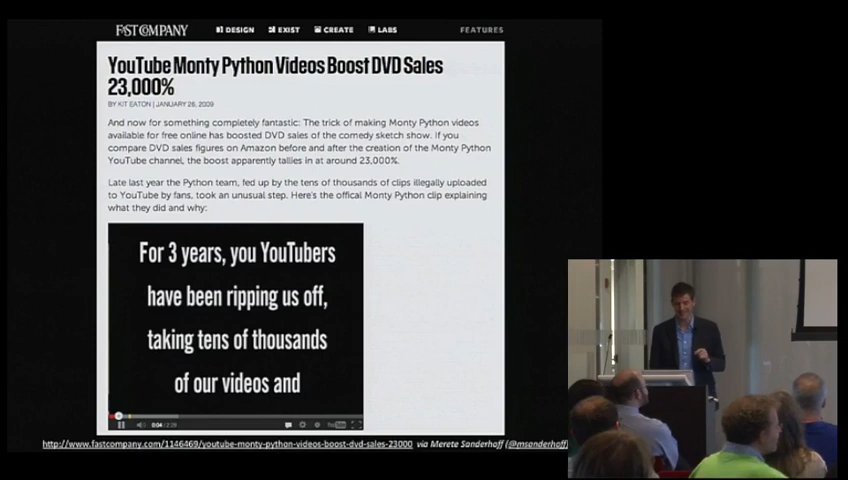 FAST COMPANY DESIGN EXIST CREATE LABS FEATURES
YouTube Monty Python Videos Boost DVD Sales
23,000%
BY KIT EATON | JANUARY 26, 2009
And now for something completely fantastic: The trick of making Monty Python videos
available for free online has boosted DVD sales of the comedy sketch show. If you
compare DVD sales figures on Amazon before and after the creation of the Monty Python
YouTube channel, the boost apparently tallies in at around 23,000%.
Late last year the Python team, fed up by the tens of thousands of clips illegally uploaded
to YouTube by fans, took an unusual step. Here's the offical Monty Python clip explaining
what they did and why:
For 3 years, you YouTubers
have been ripping us off,
taking tens of thousands
of our videos and
0:04 / 2:28
http://www.fastcompany.com/1146469/youtube-monty-python-videos-boost-dvd-sales-23000 via Merete Sanderhoff (@msanderhoff)